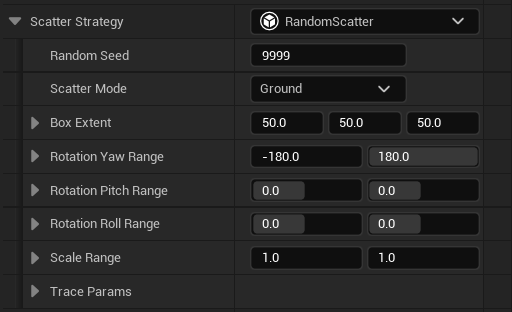 Scatter Strategy RandomScatter
Random Seed 9999
Scatter Mode Ground
Box Extent 50.0 50.0 50.0
Rotation Yaw Range -180.0 180.0
Rotation Pitch Range 0.0 0.0
Rotation Roll Range 0.0 0.0
Scale Range 1.0 1.0
Trace Params